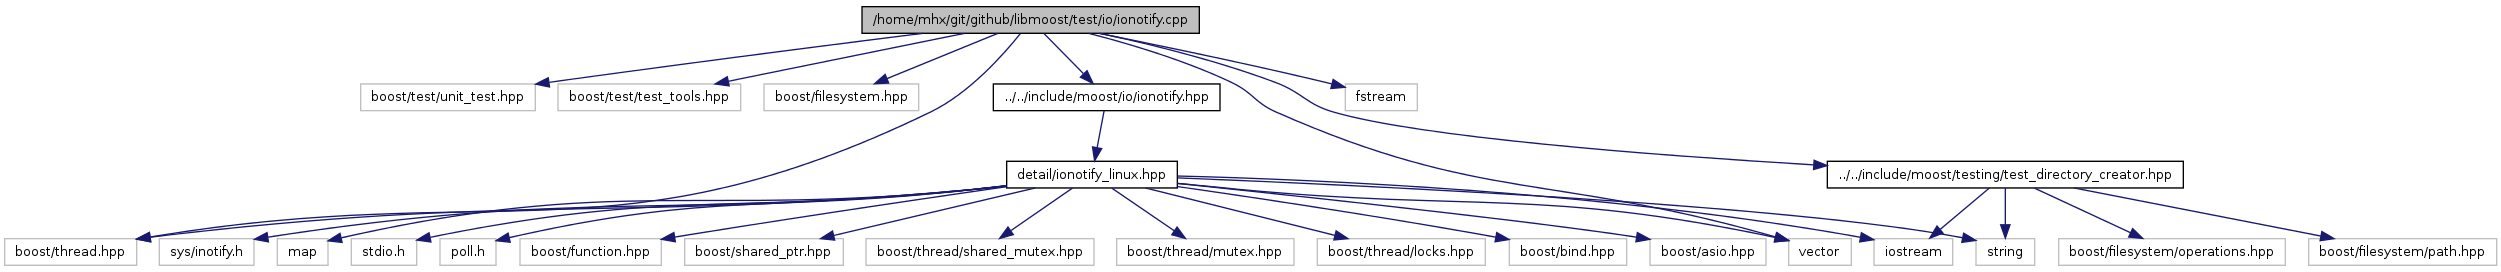 /home/mhx/git/github/libmoost/test/io/ionotify.cpp
boost/test/unit_test.hpp
boost/test/test_tools.hpp
boost/filesystem.hpp
../../include/moost/io/ionotify.hpp
fstream
detail/ionotify_linux.hpp
../../include/moost/testing/test_directory_creator.hpp
boost/thread.hpp
sys/inotify.h
map
stdio.h
poll.h
boost/function.hpp
boost/shared_ptr.hpp
boost/thread/shared_mutex.hpp
boost/thread/mutex.hpp
boost/thread/locks.hpp
boost/bind.hpp
boost/asio.hpp
vector
iostream
string
boost/filesystem/operations.hpp
boost/filesystem/path.hpp